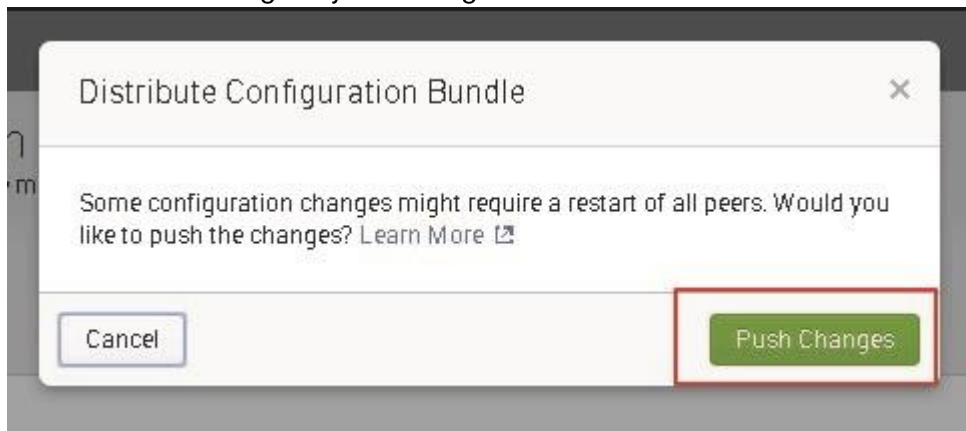 Distribute Configuration Bundle
Some configuration changes might require a restart of all peers. Would you
like to push the changes? Learn More
Cancel
Push Changes